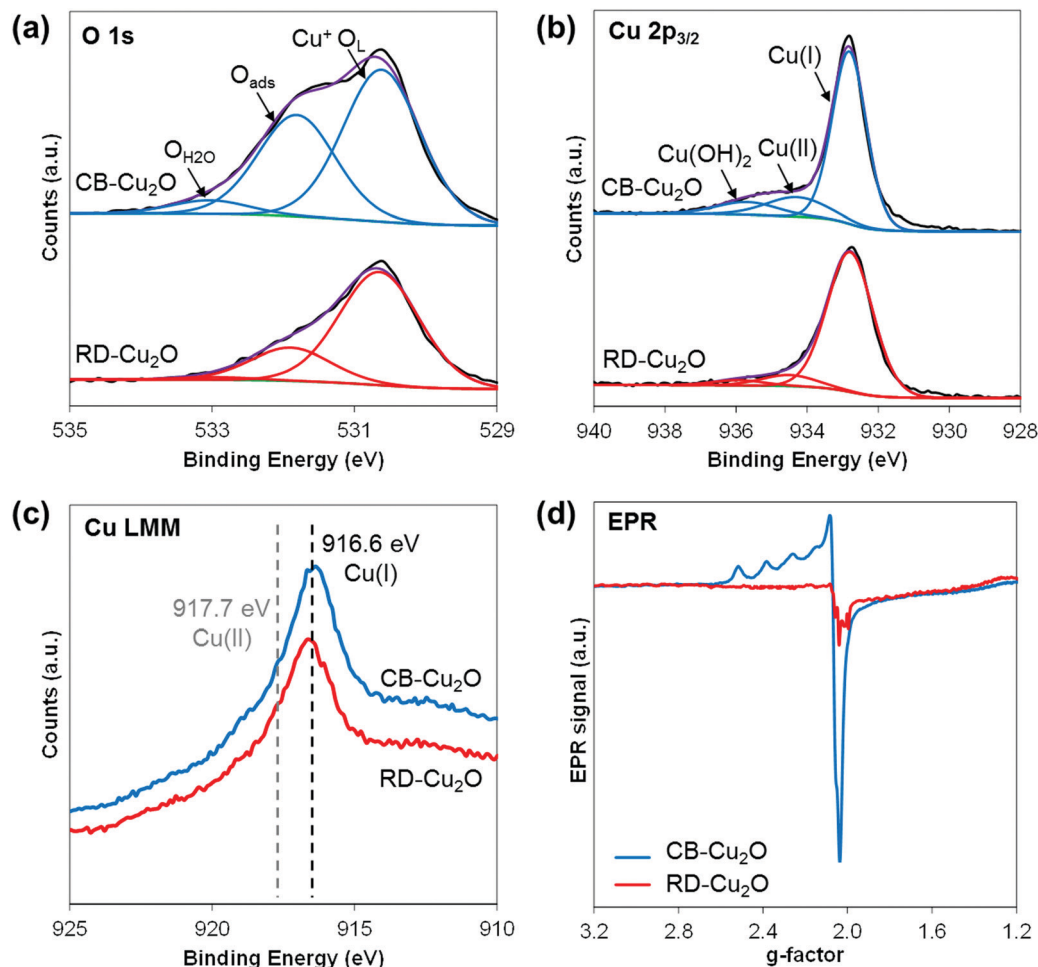 (a)
O 1s
Cu⁺ O_L
O_ads
O_H2O
CB-Cu₂O
RD-Cu₂O
Counts (a.u.)
535
533
531
529
Binding Energy (eV)
(b)
Cu 2p₃/₂
Cu(I)
Cu(II)
Cu(OH)₂
CB-Cu₂O
RD-Cu₂O
Counts (a.u.)
940
938
936
934
932
930
928
Binding Energy (eV)
(c)
Cu LMM
916.6 eV
Cu(I)
917.7 eV
Cu(II)
CB-Cu₂O
RD-Cu₂O
Counts (a.u.)
925
920
915
910
Binding Energy (eV)
(d)
EPR
EPR signal (a.u.)
CB-Cu₂O
RD-Cu₂O
3.2
2.8
2.4
2.0
1.6
1.2
g-factor